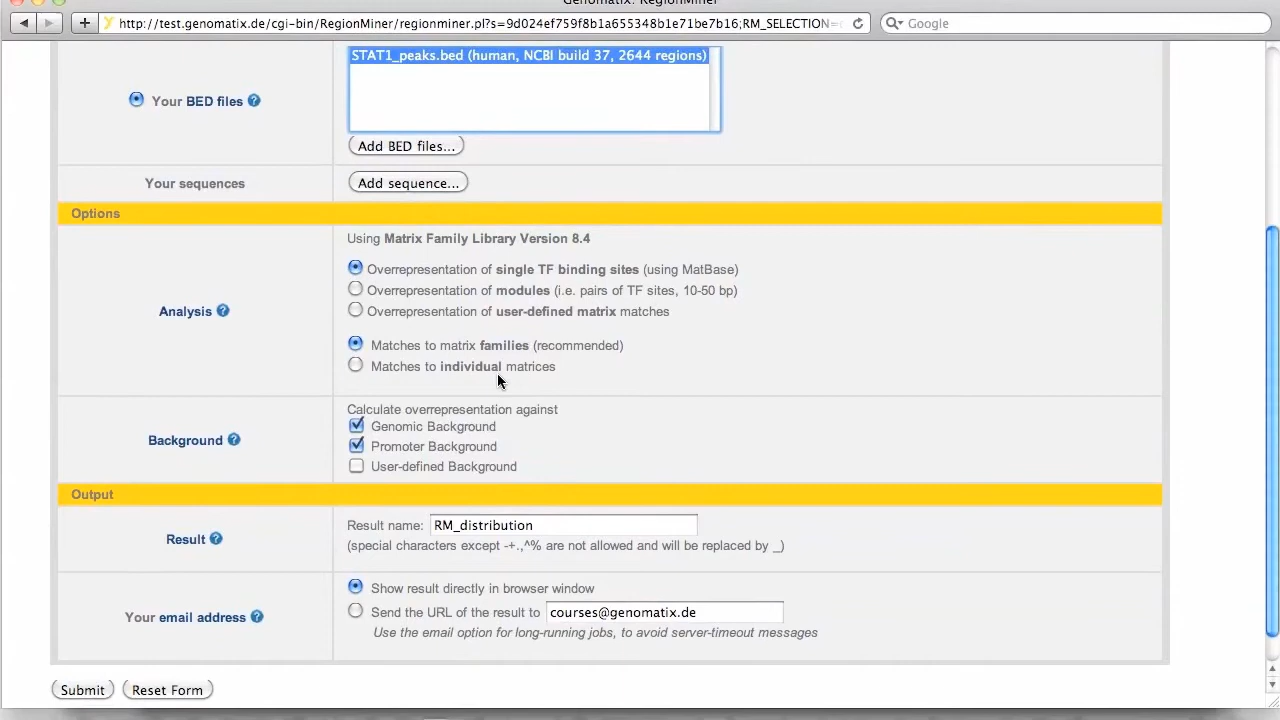 Genomatix: RegionMiner
http://test.genomatix.de/cgi-bin/RegionMiner/regionminer.pl?s=9d024ef759f8b1a655348b1e71be7b16;RM_SELECTION=
Google
STAT1_peaks.bed (human, NCBI build 37, 2644 regions)
Your BED files ?
Add BED files...
Your sequences
Add sequence...
Options
Using Matrix Family Library Version 8.4
Overrepresentation of single TF binding sites (using MatBase)
Overrepresentation of modules (i.e. pairs of TF sites, 10-50 bp)
Analysis ?
Overrepresentation of user-defined matrix matches
Matches to matrix families (recommended)
Matches to individual matrices
Calculate overrepresentation against
Genomic Background
Background ?
Promoter Background
User-defined Background
Output
Result name: RM_distribution
Result ?
(special characters except -+.,^% are not allowed and will be replaced by _)
Show result directly in browser window
Your email address ?
Send the URL of the result to courses@genomatix.de
Use the email option for long-running jobs, to avoid server-timeout messages
Submit
Reset Form